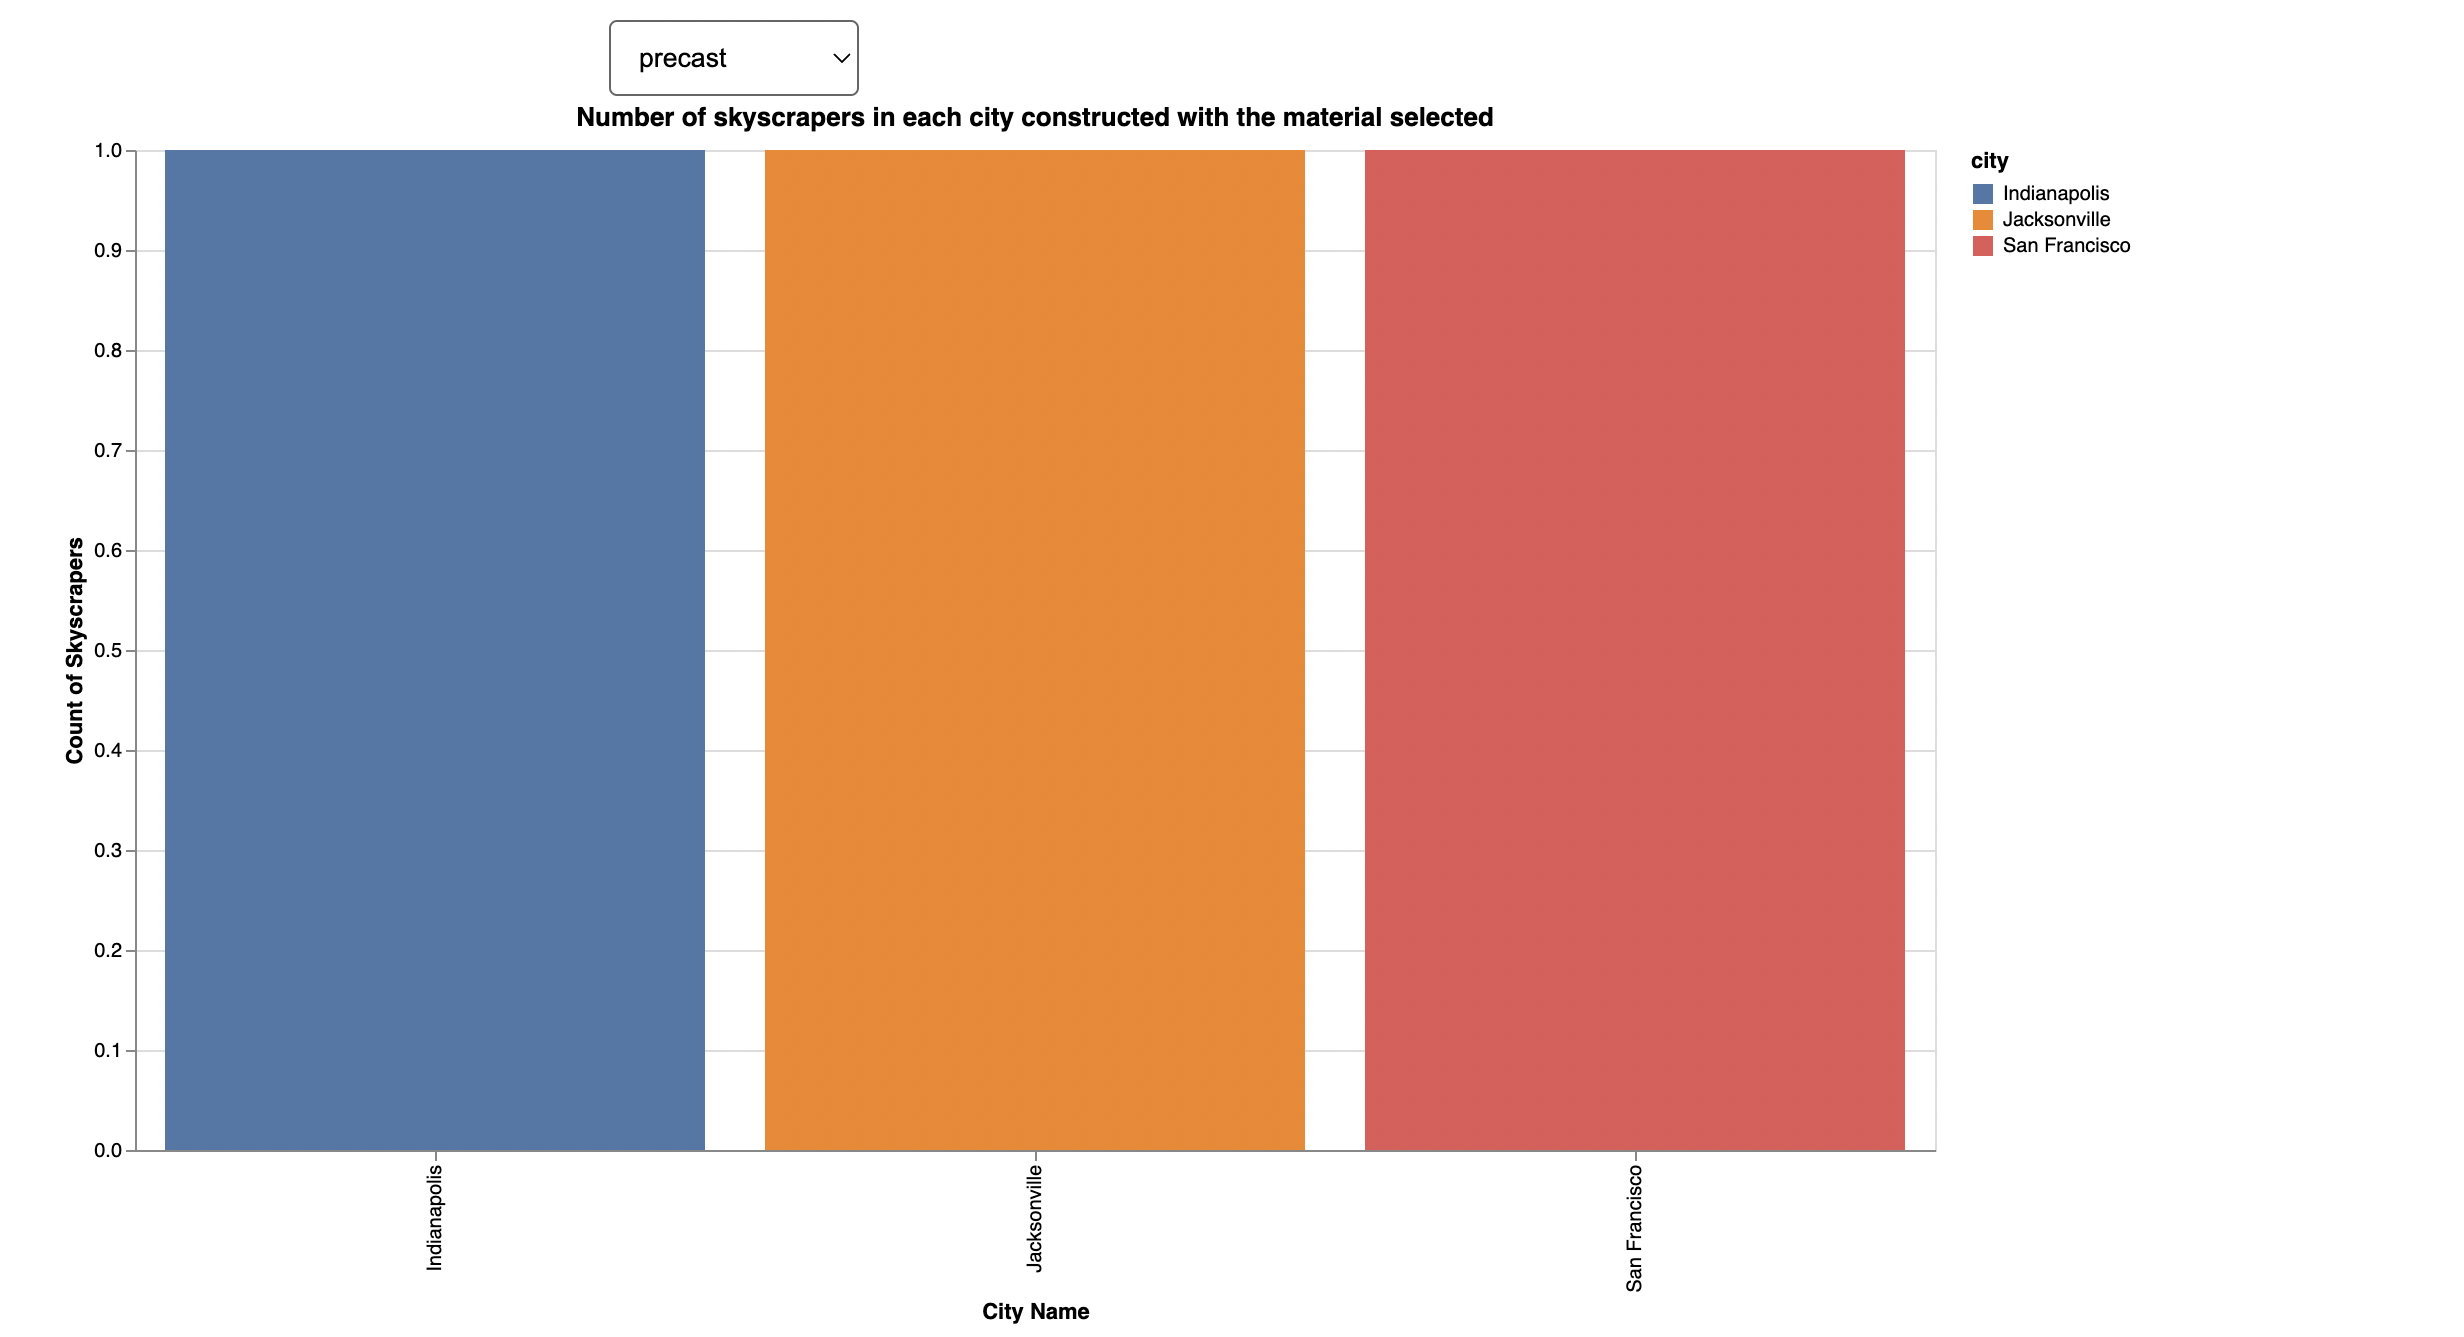 precast
Number of skyscrapers in each city constructed with the material selected
1.0
0.9
0.8
0.7
0.6
0.5
0.4
0.3
0.2
0.1
0.0
Count of Skyscrapers
Indianapolis
Jacksonville
San Francisco
City Name
city
Indianapolis
Jacksonville
San Francisco